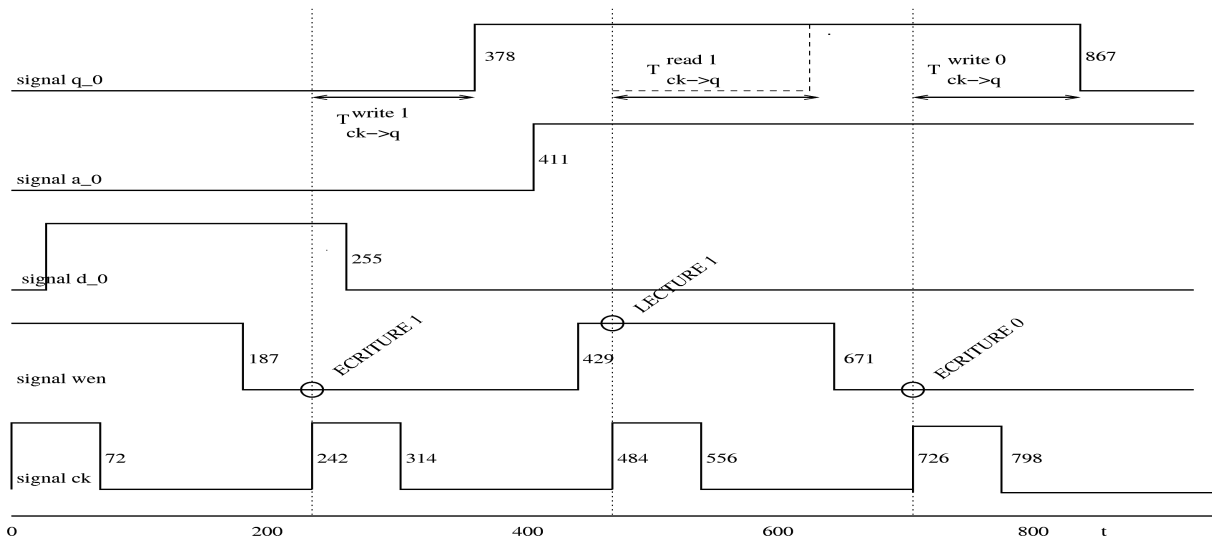 signal q_0
378
T write 1
ck->q
T read 1
ck->q
T write 0
ck->q
867
signal a_0
411
signal d_0
255
signal wen
187
ECRITURE 1
429
LECTURE 1
671
ECRITURE 0
signal ck
72
242
314
484
556
726
798
0
200
400
600
800
t